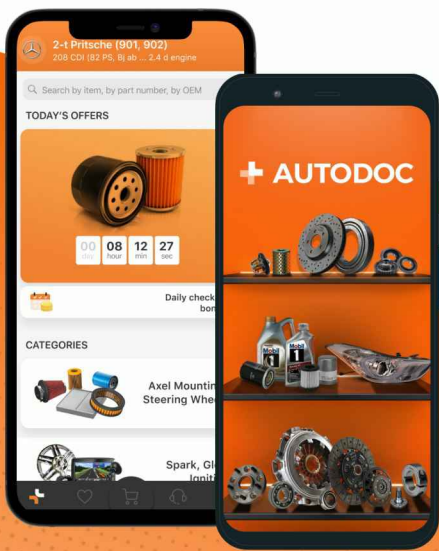 2-t Pritsche (901, 902)
208 CDI (82 PS, Bj ab ... 2.4 d engine
Search by item, by part number, by OEM
TODAY'S OFFERS
00 08 12 27
day hour min sec
Daily check
CATEGORIES
Axel Mountin
Steering Whe
Spark, Gl
Igniti
AUTODOC
Mobil
Mobil
1